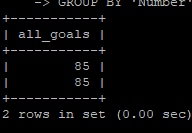 -> GROUP BY 'Number'
+-----------+
| all_goals |
+-----------+
| 85 |
| 85 |
+-----------+
2 rows in set (0.00 sec)